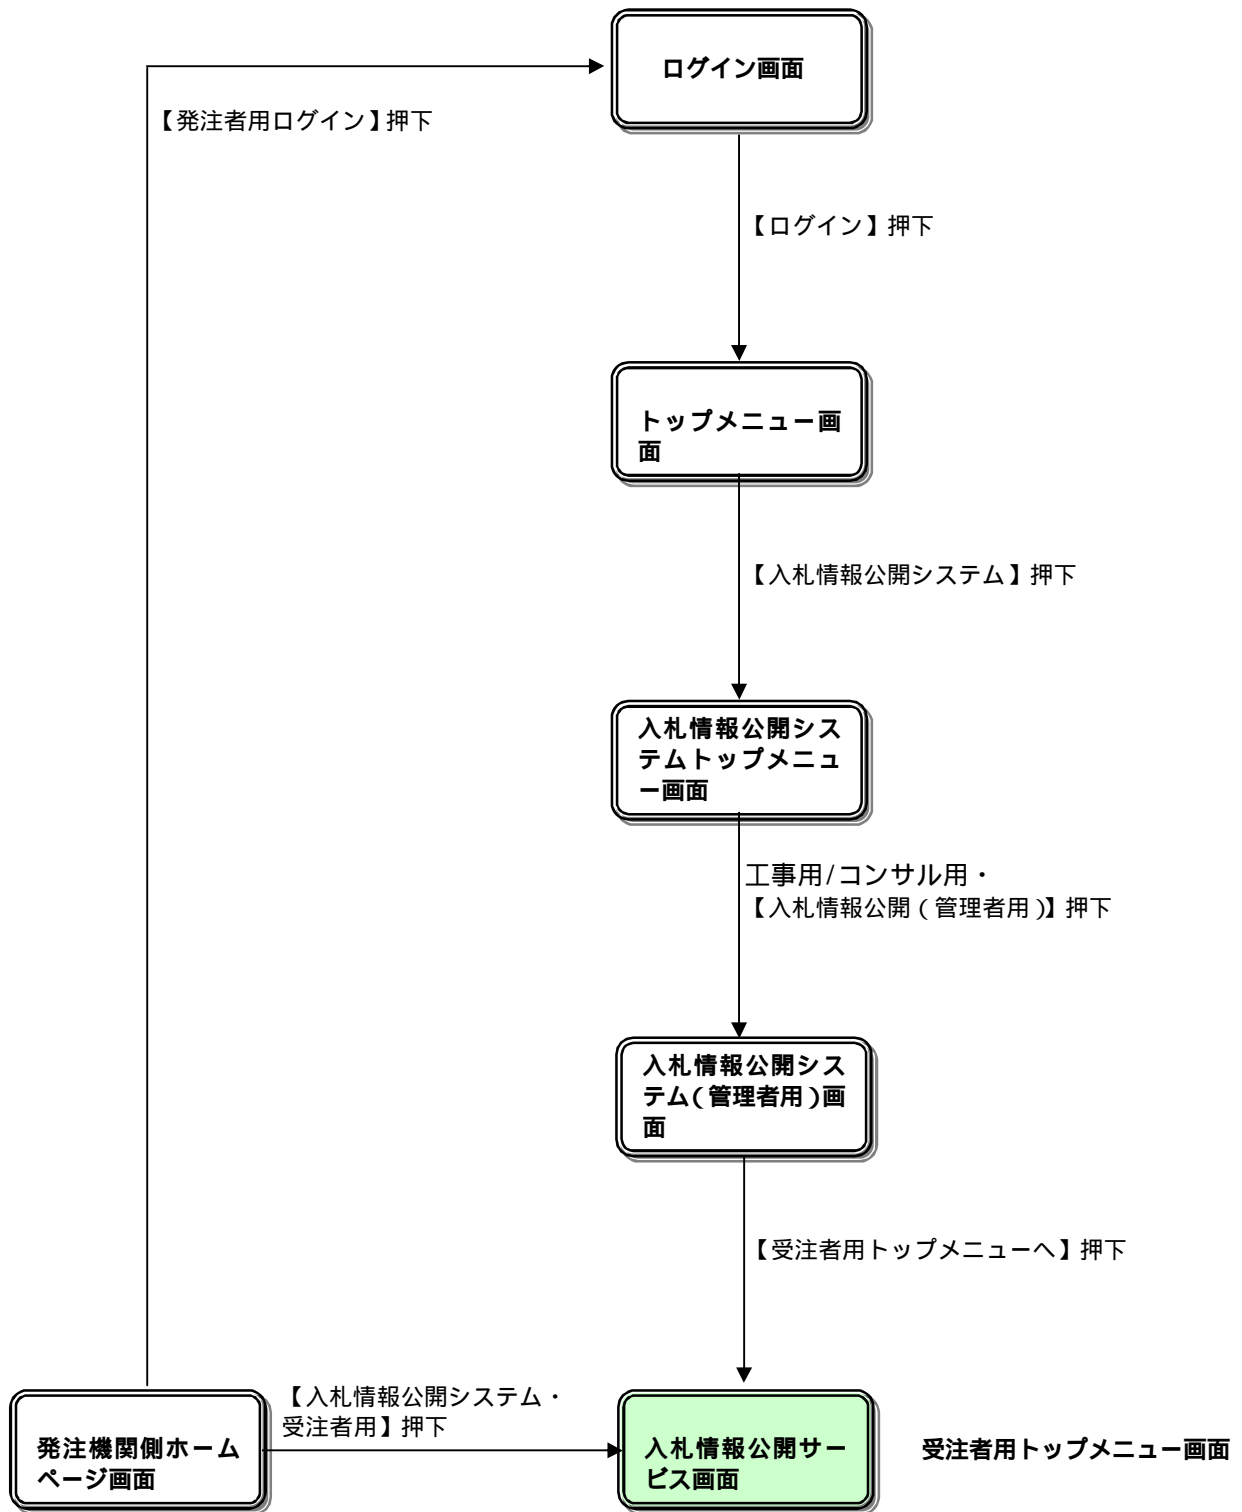 ログイン画面
【発注者用ログイン】押下
【ログイン】押下
トップメニュー画
面
【入札情報公開システム】押下
入札情報公開シス
テムトップメニュ
ー画面
工事用/コンサル用・
【入札情報公開(管理者用)】押下
入札情報公開シス
テム(管理者用)画
面
【受注者用トップメニューへ】押下
【入札情報公開システム・
受注者用】押下
発注機関側ホーム
ページ画面
入札情報公開サー
ビス画面
受注者用トップメニュー画面